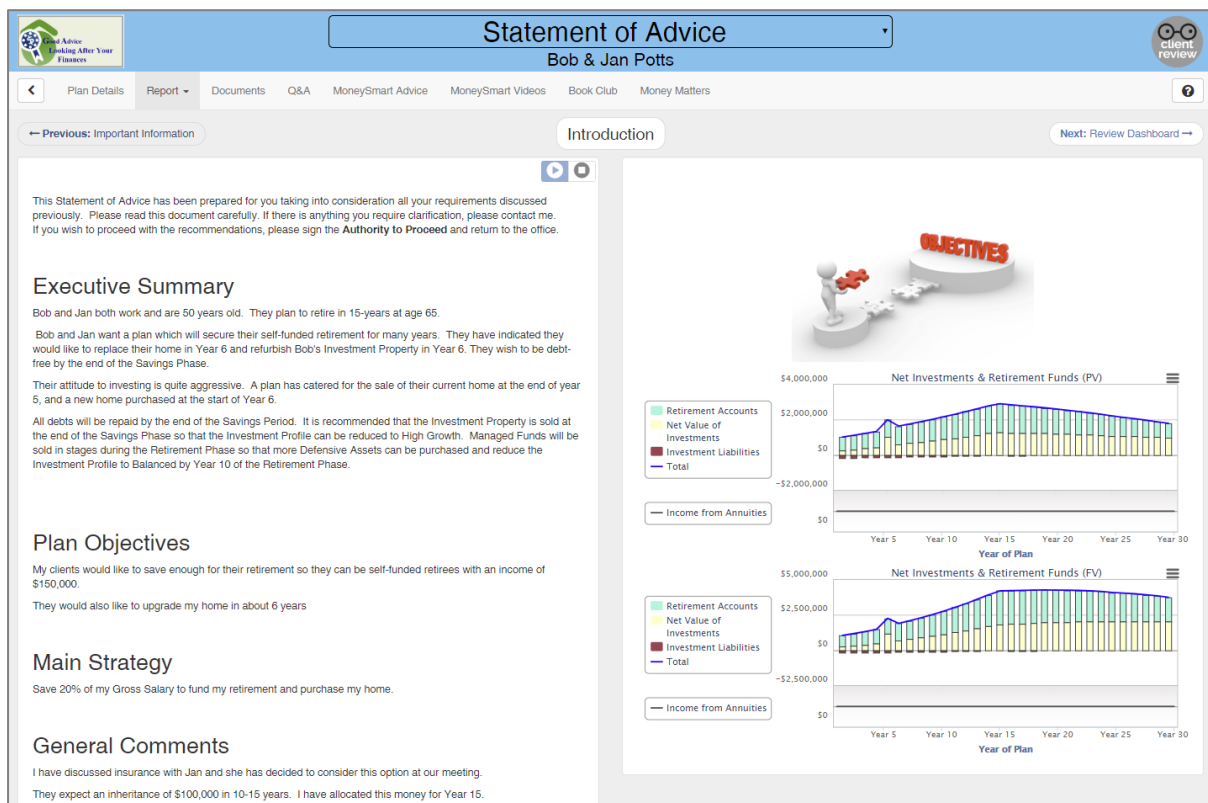 Good Advice
Looking After Your
Finances
Statement of Advice
Bob & Jan Potts
client
review
Plan Details
Report
Documents
Q&A
MoneySmart Advice
MoneySmart Videos
Book Club
Money Matters
← Previous: Important Information
Introduction
Next: Review Dashboard →
This Statement of Advice has been prepared for you taking into consideration all your requirements discussed
previously. Please read this document carefully. If there is anything you require clarification, please contact me.
If you wish to proceed with the recommendations, please sign the Authority to Proceed and return to the office.
Executive Summary
Bob and Jan both work and are 50 years old. They plan to retire in 15-years at age 65.
Bob and Jan want a plan which will secure their self-funded retirement for many years. They have indicated they
would like to replace their home in Year 6 and refurbish Bob's Investment Property in Year 6. They wish to be debt-
free by the end of the Savings Phase.
Their attitude to investing is quite aggressive. A plan has catered for the sale of their current home at the end of year
5, and a new home purchased at the start of Year 6.
All debts will be repaid by the end of the Savings Period. It is recommended that the Investment Property is sold at
the end of the Savings Phase so that the Investment Profile can be reduced to High Growth. Managed Funds will be
sold in stages during the Retirement Phase so that more Defensive Assets can be purchased and reduce the
Investment Profile to Balanced by Year 10 of the Retirement Phase.
Plan Objectives
My clients would like to save enough for their retirement so they can be self-funded retirees with an income of
$150,000.
They would also like to upgrade my home in about 6 years
Main Strategy
Save 20% of my Gross Salary to fund my retirement and purchase my home.
General Comments
I have discussed insurance with Jan and she has decided to consider this option at our meeting.
They expect an inheritance of $100,000 in 10-15 years. I have allocated this money for Year 15.
OBJECTIVES
Net Investments & Retirement Funds (PV)
Retirement Accounts
Net Value of
Investments
Investment Liabilities
Total
Income from Annuities
$4,000,000
$2,000,000
$0
−$2,000,000
$0
Year 5
Year 10
Year 15
Year 20
Year 25
Year 30
Year of Plan
Net Investments & Retirement Funds (FV)
Retirement Accounts
Net Value of
Investments
Investment Liabilities
Total
Income from Annuities
$5,000,000
$2,500,000
$0
−$2,500,000
$0
Year 5
Year 10
Year 15
Year 20
Year 25
Year 30
Year of Plan